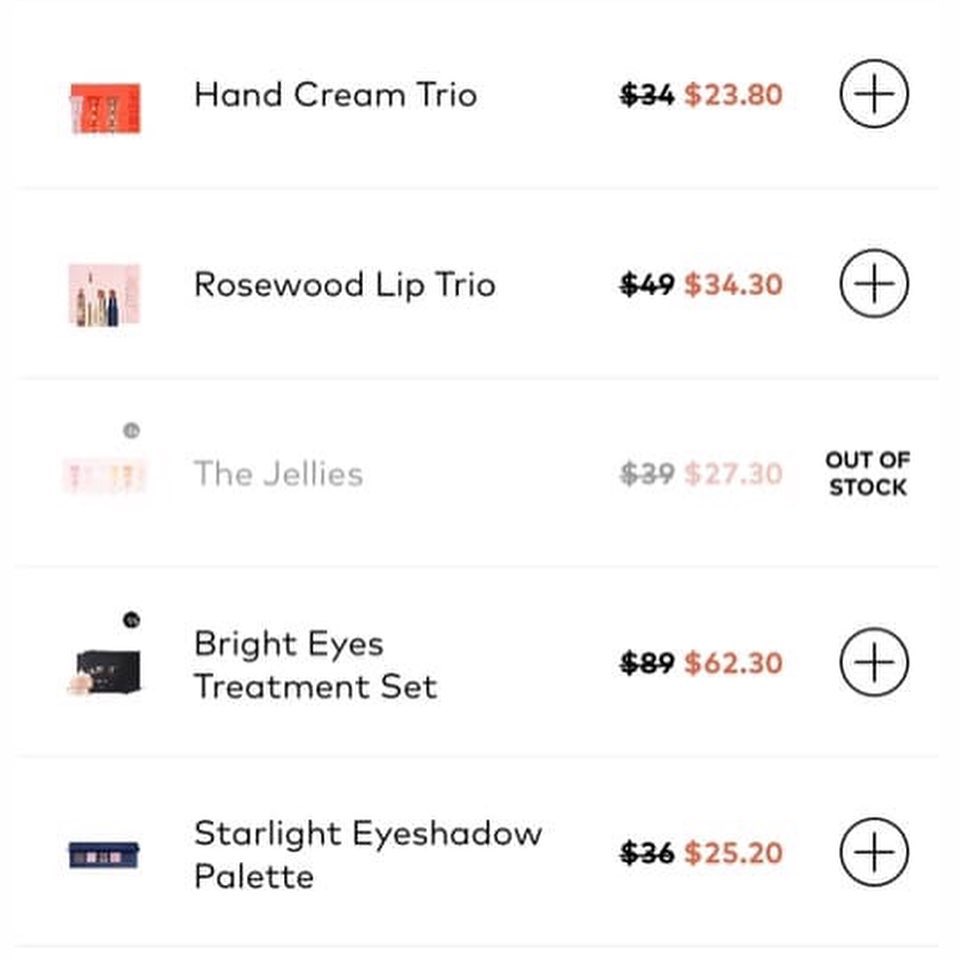 Hand Cream Trio $34 $23.80
Rosewood Lip Trio $49 $34.30
The Jellies $39 $27.30 OUT OF
STOCK
Bright Eyes
Treatment Set $89 $62.30
Starlight Eyeshadow
Palette $36 $25.20